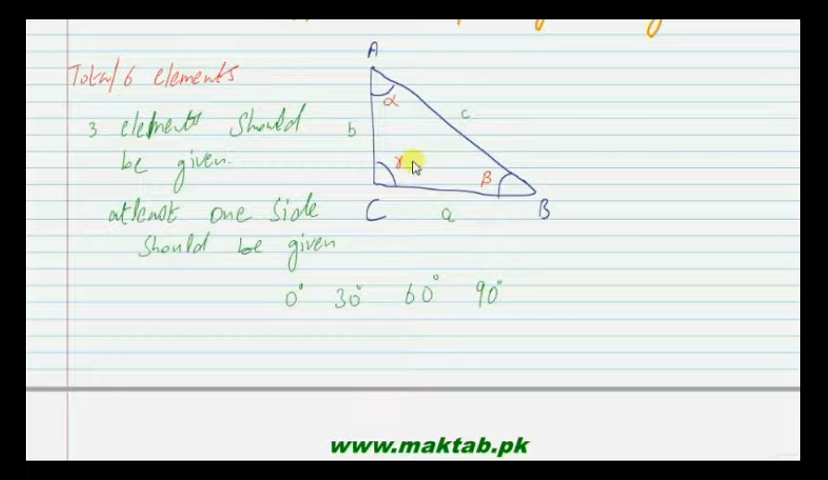 Total 6 elements
3 elements should
be given.
atleast one side
should be given
A
α
c
b
γ
β
C
a
B
0° 30° 60° 90°
www.maktab.pk